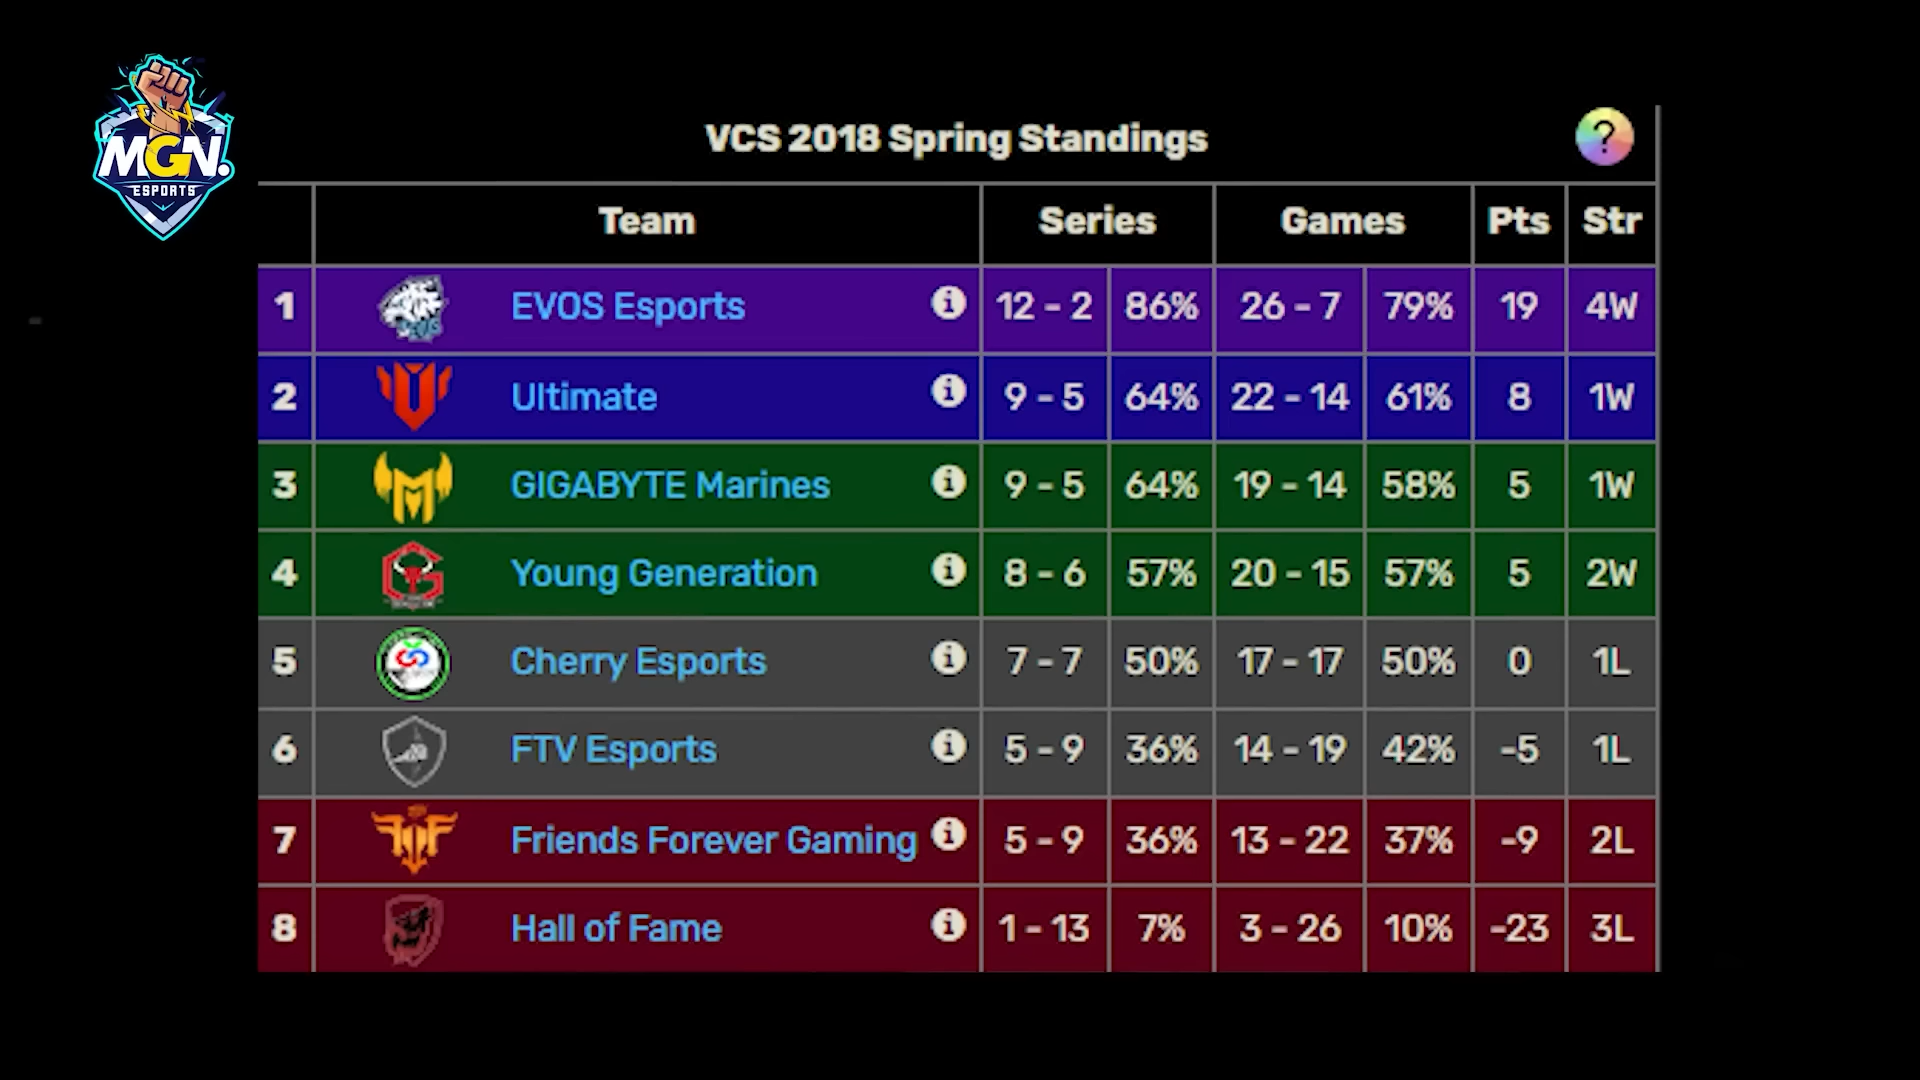 MGN.
ESPORTS
VCS 2018 Spring Standings ?
Team Series Games Pts Str
1 EVOS Esports 12 - 2 86% 26 - 7 79% 19 4W
2 Ultimate 9 - 5 64% 22 - 14 61% 8 1W
3 GIGABYTE Marines 9 - 5 64% 19 - 14 58% 5 1W
4 Young Generation 8 - 6 57% 20 - 15 57% 5 2W
5 Cherry Esports 7 - 7 50% 17 - 17 50% 0 1L
6 FTV Esports 5 - 9 36% 14 - 19 42% -5 1L
7 Friends Forever Gaming 5 - 9 36% 13 - 22 37% -9 2L
8 Hall of Fame 1 - 13 7% 3 - 26 10% -23 3L